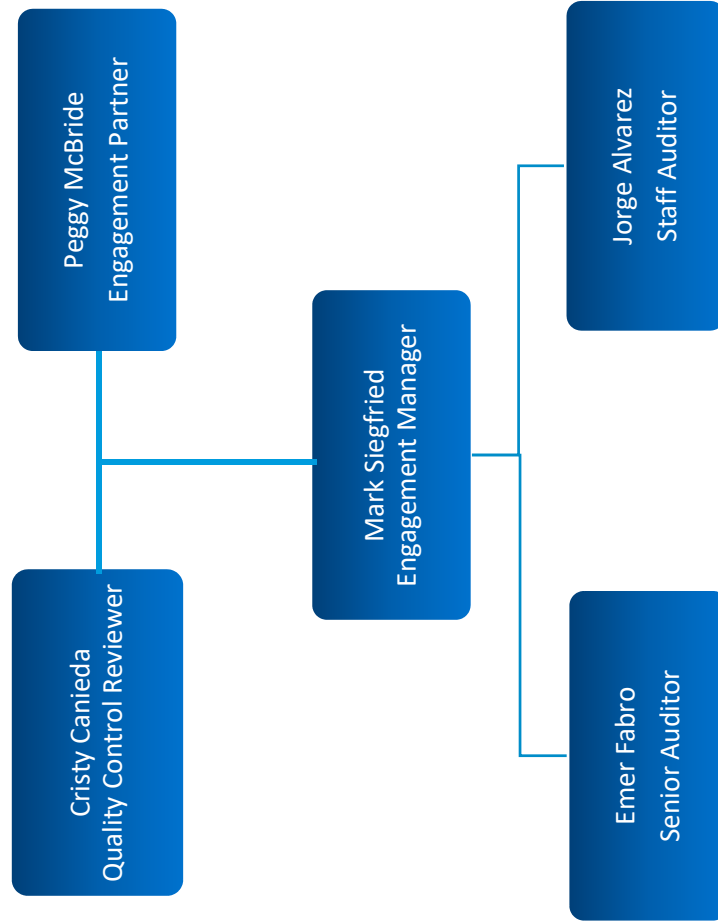 Cristy Canieda
Quality Control Reviewer
Peggy McBride
Engagement Partner
Mark Siegfried
Engagement Manager
Emer Fabro
Senior Auditor
Jorge Alvarez
Staff Auditor